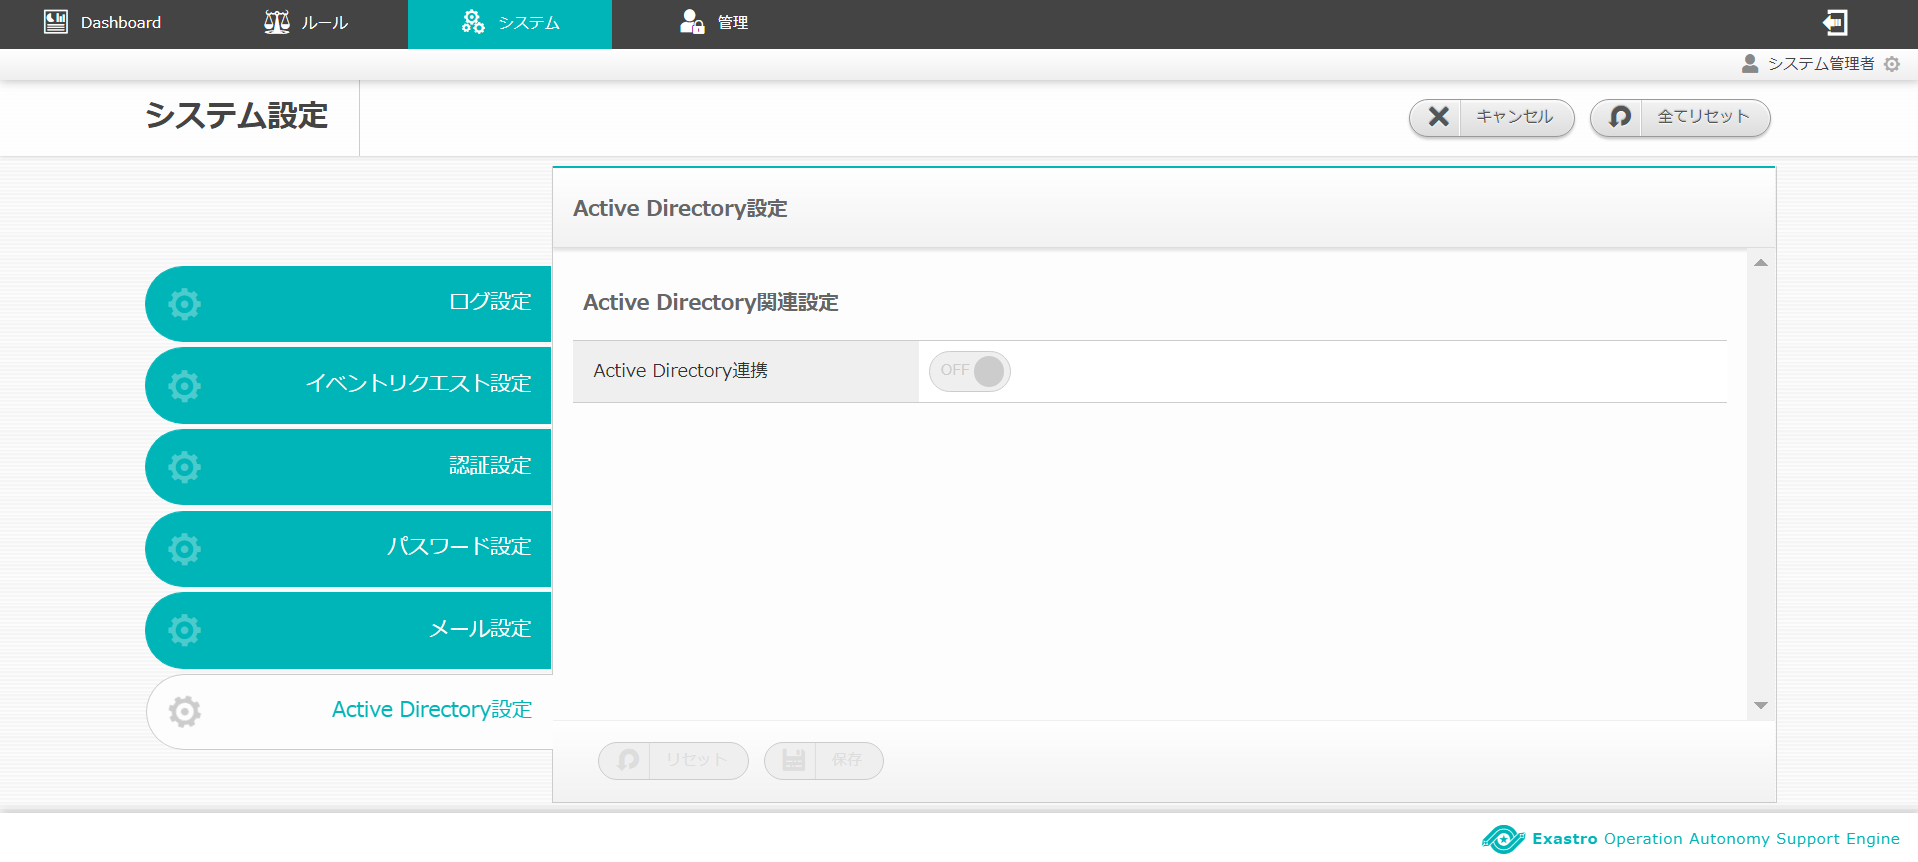 Dashboard
ルール
システム
管理
システム管理者
システム設定
キャンセル
全てリセット
Active Directory設定
Active Directory関連設定
Active Directory連携
OFF
ログ設定
イベントリクエスト設定
認証設定
パスワード設定
メール設定
Active Directory設定
リセット
保存
Exastro Operation Autonomy Support Engine